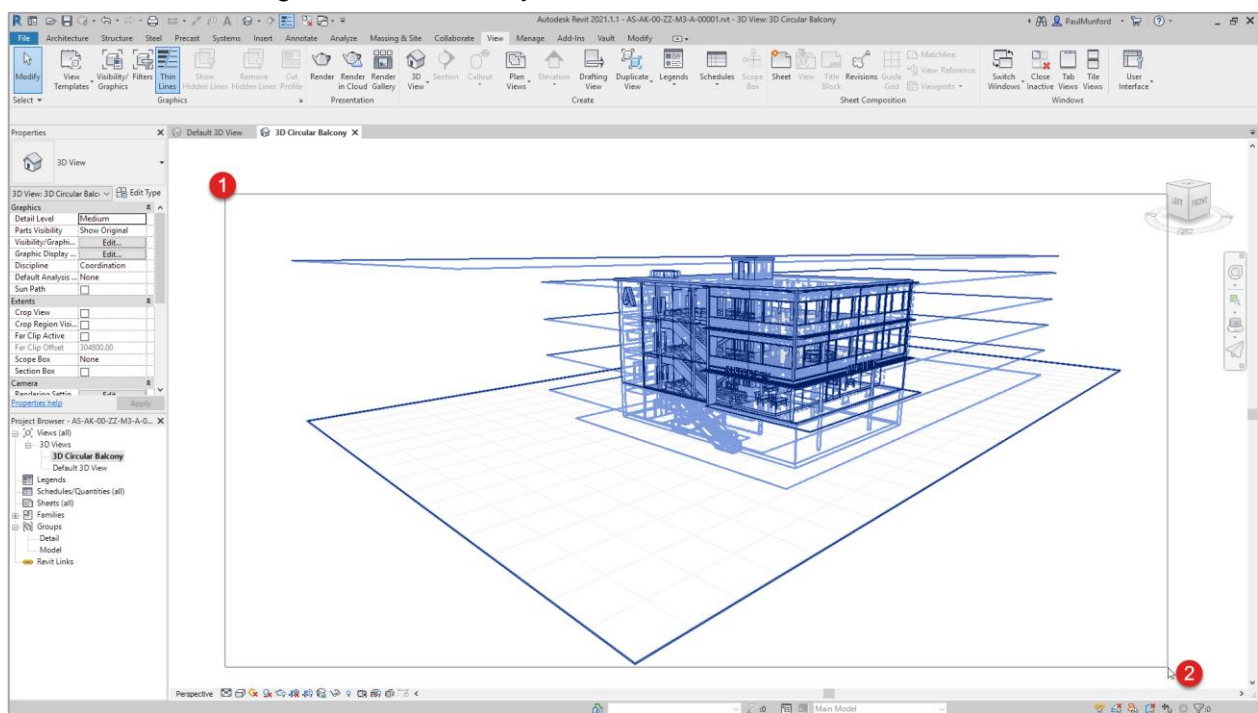 Autodesk Revit 2021.1.1 - AS-AK-00-ZZ-M3-A-00001.rvt - 3D View: 3D Circular Balcony
PaulMunford
File Architecture Structure Steel Precast Systems Insert Annotate Analyze Massing & Site Collaborate View Manage Add-Ins Vault Modify
Modify View Templates Visibility/ Graphics Filters Thin Lines Show Hidden Lines Remove Hidden Lines Cut Profile Render Render in Cloud Render Gallery 3D View Section Callout Plan Views Elevation Drafting View Duplicate View Legends Schedules Scope Box Sheet View Title Block Revisions Guide Grid Matchline View Reference Viewports Switch Windows Close Inactive Tab Views Tile Views User Interface
Select Graphics Presentation Create Sheet Composition Windows
Properties
Default 3D View 3D Circular Balcony
3D View
3D View: 3D Circular Balc Edit Type
Graphics
Detail Level Medium
Parts Visibility Show Original
Visibility/Graphi... Edit...
Graphic Display ... Edit...
Discipline Coordination
Default Analysis ... None
Sun Path
Extents
Crop View
Crop Region Visi...
Far Clip Active
Far Clip Offset 304800.00
Scope Box None
Section Box
Camera
Properties help Apply
Project Browser - AS-AK-00-ZZ-M3-A-0...
Views (all)
3D Views
3D Circular Balcony
Default 3D View
Legends
Schedules/Quantities (all)
Sheets (all)
Families
Groups
Detail
Model
Revit Links
1
LEFT FRONT
2
Perspective
:0 Main Model :0